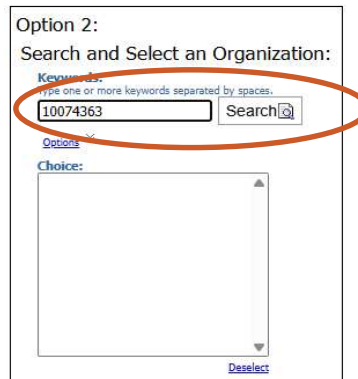 Option 2:
Search and Select an Organization:
Keywords:
Type one or more keywords separated by spaces.
10074363 Search
Options
Choice:
Deselect